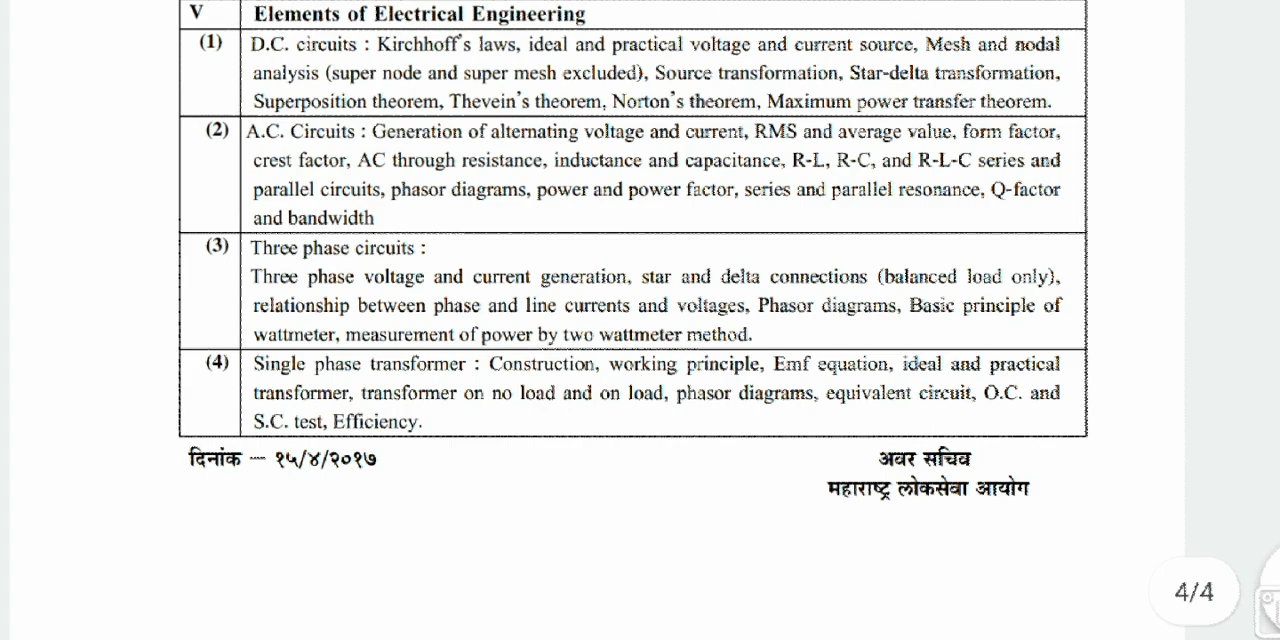 V Elements of Electrical Engineering
(1) D.C. circuits : Kirchhoff's laws, ideal and practical voltage and current source, Mesh and nodal
analysis (super node and super mesh excluded), Source transformation, Star-delta transformation,
Superposition theorem, Thevein's theorem, Norton's theorem, Maximum power transfer theorem.
(2) A.C. Circuits : Generation of alternating voltage and current, RMS and average value, form factor,
crest factor, AC through resistance, inductance and capacitance, R-L, R-C, and R-L-C series and
parallel circuits, phasor diagrams, power and power factor, series and parallel resonance, Q-factor
and bandwidth
(3) Three phase circuits :
Three phase voltage and current generation, star and delta connections (balanced load only),
relationship between phase and line currents and voltages, Phasor diagrams, Basic principle of
wattmeter, measurement of power by two wattmeter method.
(4) Single phase transformer : Construction, working principle, Emf equation, ideal and practical
transformer, transformer on no load and on load, phasor diagrams, equivalent circuit, O.C. and
S.C. test, Efficiency.
दिनांक — १५/४/२०१७ अवर सचिव
महाराष्ट्र लोकसेवा आयोग
4/4